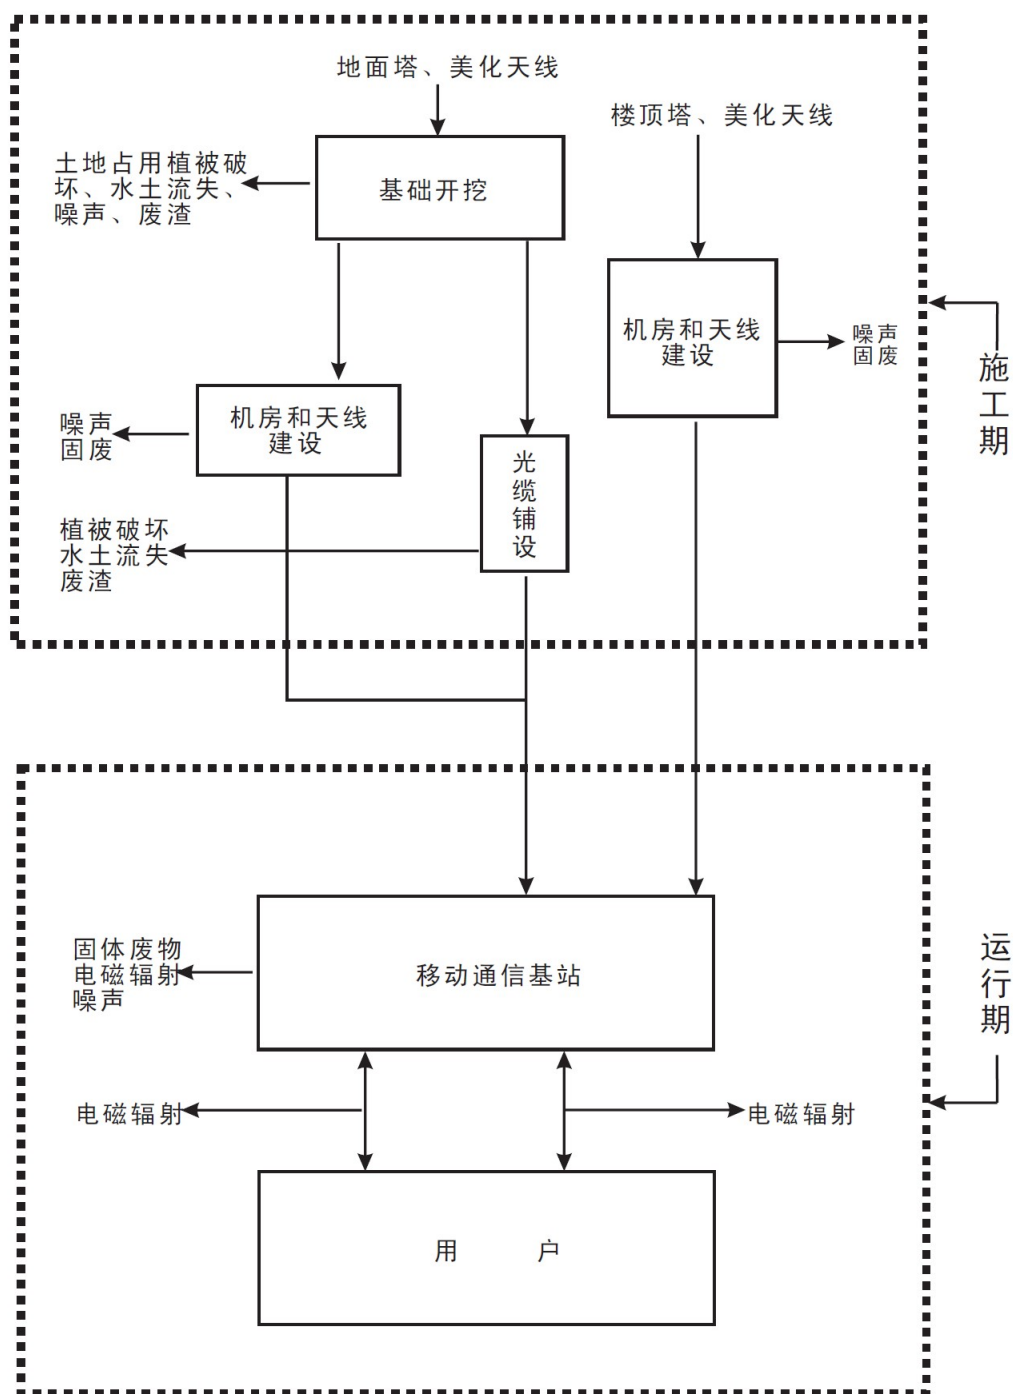 地面塔、美化天线
楼顶塔、美化天线
土地占用植被破
坏、水土流失、
噪声、废渣
基础开挖
机房和天线
建设
噪声
固废
施工期
机房和天线
建设
噪声
固废
光缆铺设
植被破坏
水土流失
废渣
固体废物
电磁辐射
噪声
移动通信基站
运行期
电磁辐射
电磁辐射
用 户